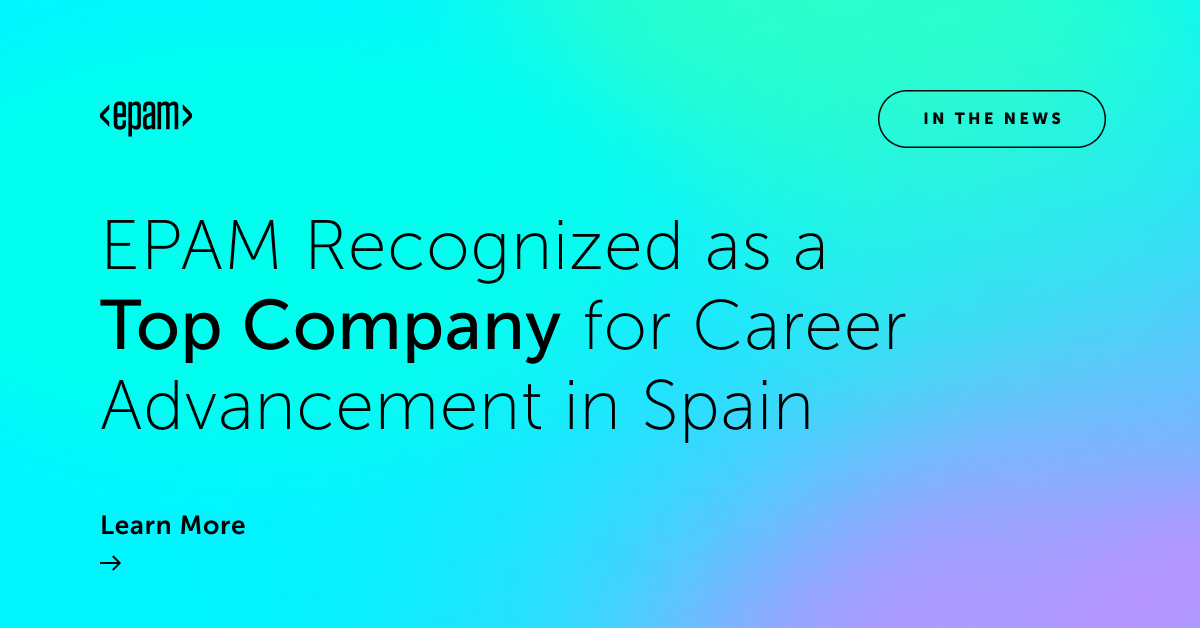 <epam>
IN THE NEWS
EPAM Recognized as a
Top Company for Career
Advancement in Spain
Learn More
→